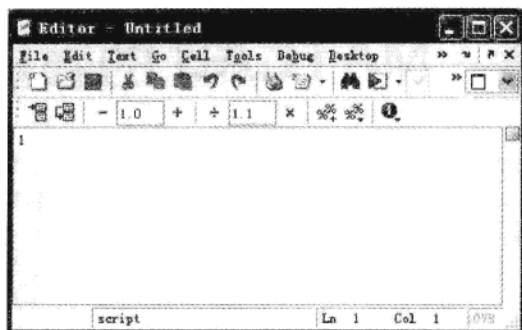 Editor - Untitled
File Edit Text Go Cell Tools Debug Desktop »
»
- 1.0 + ÷ 1.1 × %% %%
1
script Ln 1 Col 1 OVR